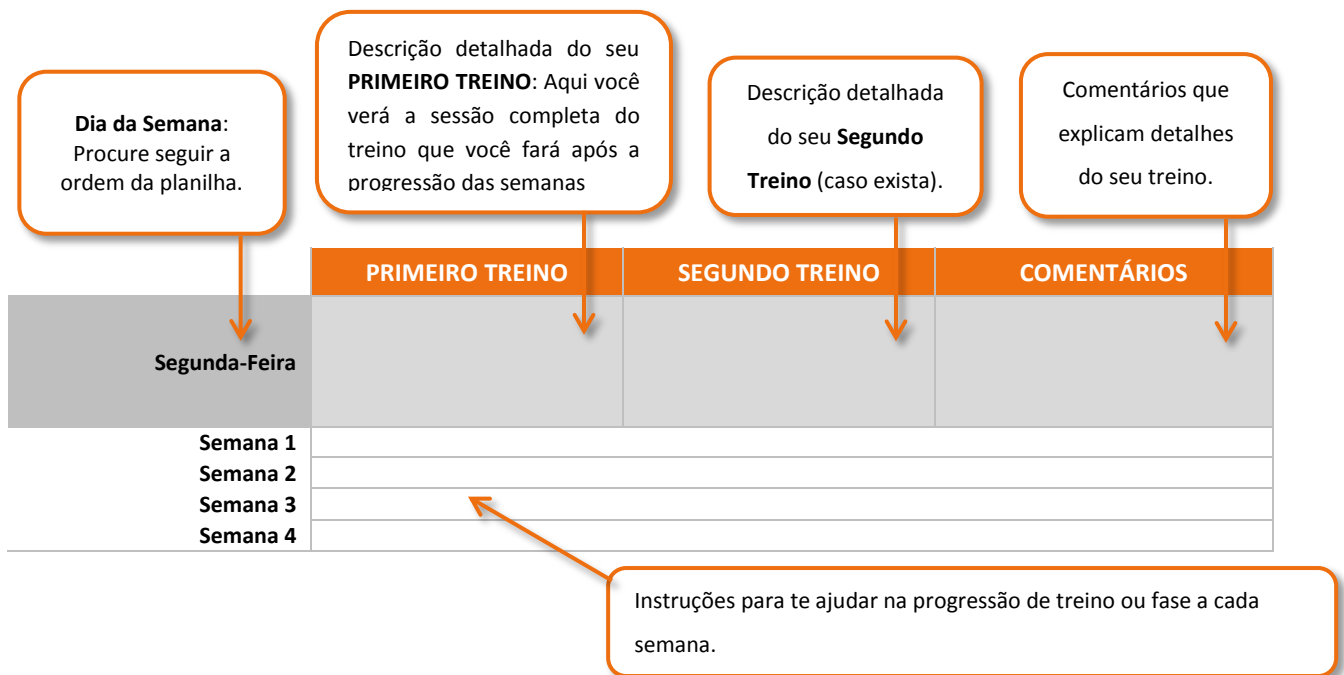 Dia da Semana:
Procure seguir a
ordem da planilha.
Descrição detalhada do seu
PRIMEIRO TREINO: Aqui você
verá a sessão completa do
treino que você fará após a
progressão das semanas
Descrição detalhada
do seu Segundo
Treino (caso exista).
Comentários que
explicam detalhes
do seu treino.
PRIMEIRO TREINO SEGUNDO TREINO COMENTÁRIOS
Segunda-Feira
Semana 1
Semana 2
Semana 3
Semana 4
Instruções para te ajudar na progressão de treino ou fase a cada
semana.